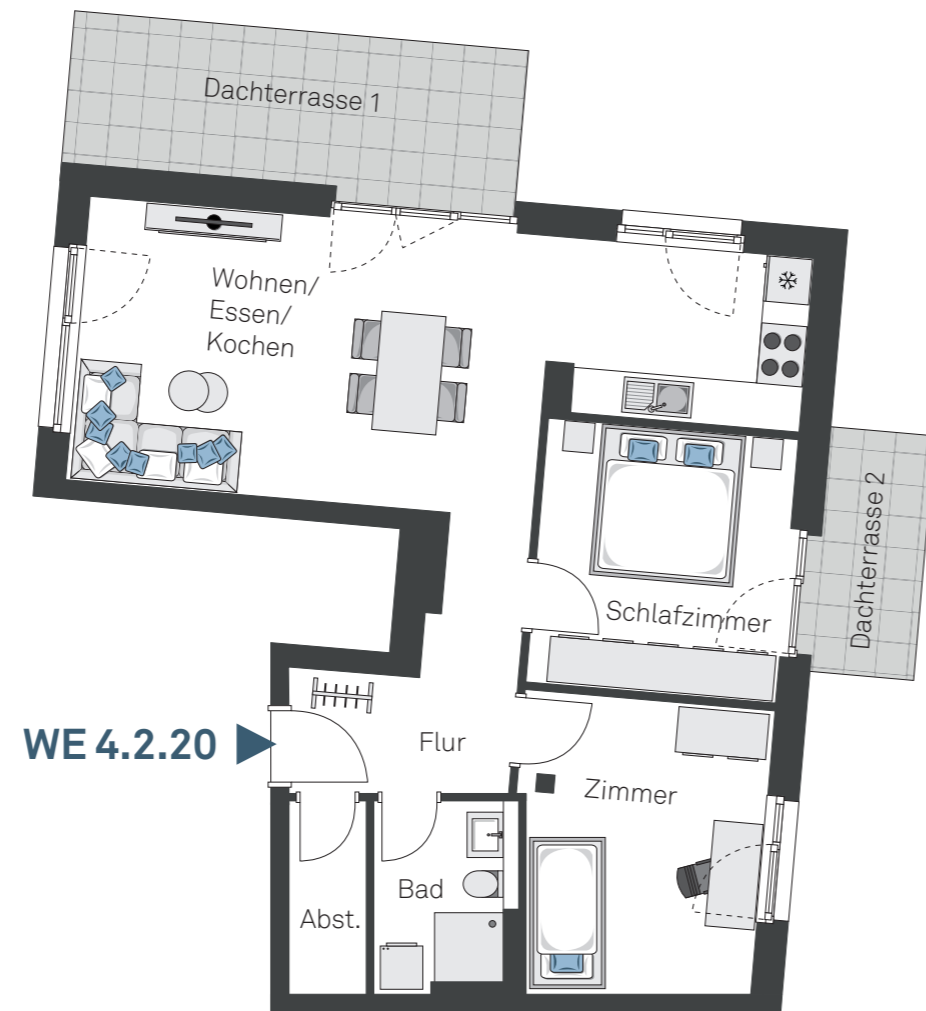 Dachterrasse 1
Wohnen/
Essen/
Kochen
Dachterrasse 2
Schlafzimmer
WE 4.2.20
Flur
Zimmer
Bad
Abst.